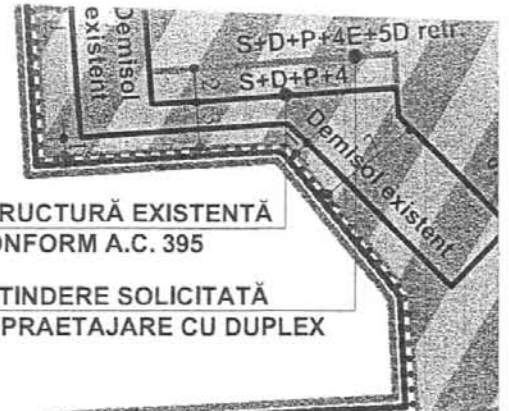 Demisol
existent
S+D+P+4E+5D retr.
S+D+P+4
Demisol existent
RUCTURĂ EXISTENTĂ
ONFORM A.C. 395
TINDERE SOLICITATĂ
PRAETAJARE CU DUPLEX